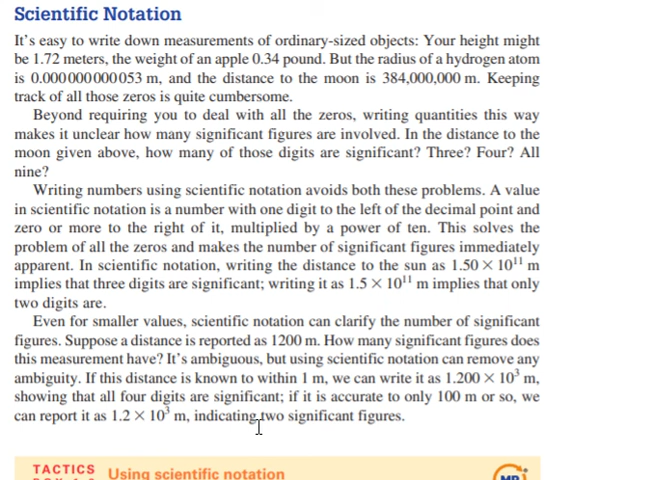 Scientific Notation
It's easy to write down measurements of ordinary-sized objects: Your height might
be 1.72 meters, the weight of an apple 0.34 pound. But the radius of a hydrogen atom
is 0.000000000053 m, and the distance to the moon is 384,000,000 m. Keeping
track of all those zeros is quite cumbersome.
Beyond requiring you to deal with all the zeros, writing quantities this way
makes it unclear how many significant figures are involved. In the distance to the
moon given above, how many of those digits are significant? Three? Four? All
nine?
Writing numbers using scientific notation avoids both these problems. A value
in scientific notation is a number with one digit to the left of the decimal point and
zero or more to the right of it, multiplied by a power of ten. This solves the
problem of all the zeros and makes the number of significant figures immediately
apparent. In scientific notation, writing the distance to the sun as 1.50 × 10¹¹ m
implies that three digits are significant; writing it as 1.5 × 10¹¹ m implies that only
two digits are.
Even for smaller values, scientific notation can clarify the number of significant
figures. Suppose a distance is reported as 1200 m. How many significant figures does
this measurement have? It's ambiguous, but using scientific notation can remove any
ambiguity. If this distance is known to within 1 m, we can write it as 1.200 × 10³ m,
showing that all four digits are significant; if it is accurate to only 100 m or so, we
can report it as 1.2 × 10³ m, indicating two significant figures.
TACTICS Using scientific notation